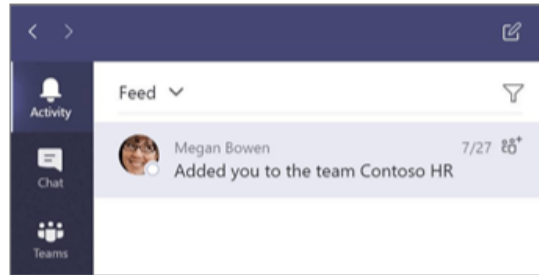 Activity
Feed
Megan Bowen 7/27
Added you to the team Contoso HR
Chat
Teams